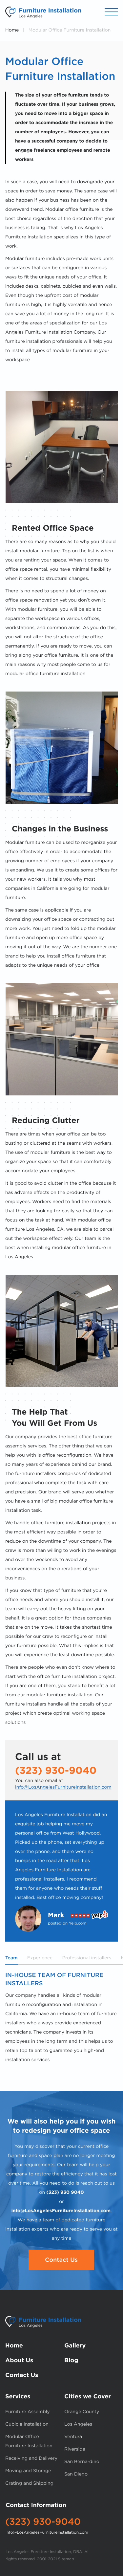 Furniture Installation
Los Angeles
Home | Modular Office Furniture Installation
Modular Office
Furniture Installation
The size of your office furniture tends to
fluctuate over time. If your business grows,
you need to move into a bigger space in
order to accommodate the increase in the
number of employees. However, you can
have a successful company to decide to
engage freelance employees and remote
workers
In such a case, you will need to downgrade your
space in order to save money. The same case will
also happen if your business has been on the
downward trend. Modular office furniture is the
right furniture for any kind of situation that your
business is taking. That is why Los Angeles
Furniture Installation specializes in that type of
work.
Modular furniture includes pre-made work units
or surfaces that can be configured in various
ways to fit the unique needs of your office. It
includes desks, cabinets, cubicles and even walls.
Even though the upfront cost of modular
furniture is high, it is highly versatile and hence
can save you a lot of money in the long run. It is
one of the areas of specialization for our Los
Angeles Furniture Installation Company. Our
furniture installation professionals will help you
to install all types of modular furniture in your
workspace
Rented Office Space
There are so many reasons as to why you should
install modular furniture. Top on the list is when
you are renting your space. When it comes to
office space rental, you have minimal flexibility
when it comes to structural changes.
There is no need to spend a lot of money on
office space renovation yet you don't own it.
With modular furniture, you will be able to
separate the workspace in various offices,
workstations, and common areas. As you do this,
you will not interfere with the structure of the
office permanently. If you are ready to move, you can
bring along your office furniture. It is one of the
main reasons why most people come to us for
modular office furniture installation
Changes in the Business
Modular furniture can be used to reorganize your
office effectively in order to accommodate the
growing number of employees if your company
is expanding. We use it to create some offices for
your new workers. It tells you why most
companies in California are going for modular
furniture.
The same case is applicable if you are
downsizing your office space or contracting out
more work. You just need to fold up the modular
furniture and open up more office space by
moving it out of the way. We are the number one
brand to help you install office furniture that
adapts to the unique needs of your office
Reducing Clutter
There are times when your office can be too
busting or cluttered at the seams with workers.
The use of modular furniture is the best way to
adapt your space so that it can comfortably
accommodate your employees.
It is good to avoid clutter in the office because it
has adverse effects on the productivity of
employees. Workers need to find the materials
that they are looking for easily so that they can
focus on the task at hand. With modular office
furniture Los Angeles, CA, we are able to carve
out the workspace effectively. Our team is the
best when installing modular office furniture in
Los Angeles
The Help That
You Will Get From Us
Our company provides the best office furniture
assembly services. The other thing that we can
help you with is office reconfiguration. We have
so many years of experience behind our brand.
The furniture installers comprises of dedicated
professional who complete the task with care
and precision. Our brand will serve you whether
you have a small of big modular office furniture
installation task.
We handle office furniture installation projects in
the most efficient way possible in order to
reduce on the downtime of your company. The
crew is more than willing to works in the evenings
and over the weekends to avoid any
inconveniences on the operations of your
business.
If you know that type of furniture that you're
office needs and where you should install it, our
team will carry out the heavy lifting on your
behalf! It is a great option for those companies
that are on the move. This is because it might be
possible for our crew to reconfigure or install
their office when it's possible. What this implies is that
you will experience the least downtime possible.
There are people who even don't know where to
start with the office furniture installation project.
If you are one of them, you should plan to handle a lot
from our modular furniture installation. Our
furniture installers handle all the details of your
project while creating optimal working space
solutions
Call us at
(323) 930-9040
You can also email at
info@LosAngelesFurnitureInstallation.com
Los Angeles Furniture Installation did an
exquisite job helping me move my
personal office from West Hollywood.
Picked up the phone, set everything up
over the phone, and there were no
bumps in the road after that. Los
Angeles Furniture Installation are
professional installers. I recommend
them for anyone who needs their stuff
installed. Best office moving company!
Mark
yelp
posted on Yelp.com
Team Experience Professional installers
IN-HOUSE TEAM OF FURNITURE
INSTALLERS
Our company handles all kinds of modular
furniture reconfiguration and installation in
California. We have an in-house team of furniture
technicians. The company invests in its
employees in the long term and this helps us to
retain top talent to guarantee you high-end
installation services
We will also help you if you wish
to redesign your office space
You may discover that your current office
furniture and space plan are no longer meeting
your requirements. Our team will help your
company to restore the efficiency that it has lost
over time. All you need to do is to reach out to us
on (323) 930 9040
or
info@LosAngelesFurnitureInstallation.com
We have a team of dedicated furniture
installation experts who are ready to serve you at
any time
Contact Us
Furniture Installation
Los Angeles
Home
Gallery
About Us
Blog
Contact Us
Services
Cities we Cover
Furniture Assembly
Orange County
Cubicle Installation
Los Angeles
Modular Office
Furniture Installation
Ventura
Riverside
Receiving and Delivery
San Bernardino
Moving and Storage
San Diego
Crating and Shipping
Contact Information
(323) 930-9040
info@LosAngelesFurnitureInstallation.com